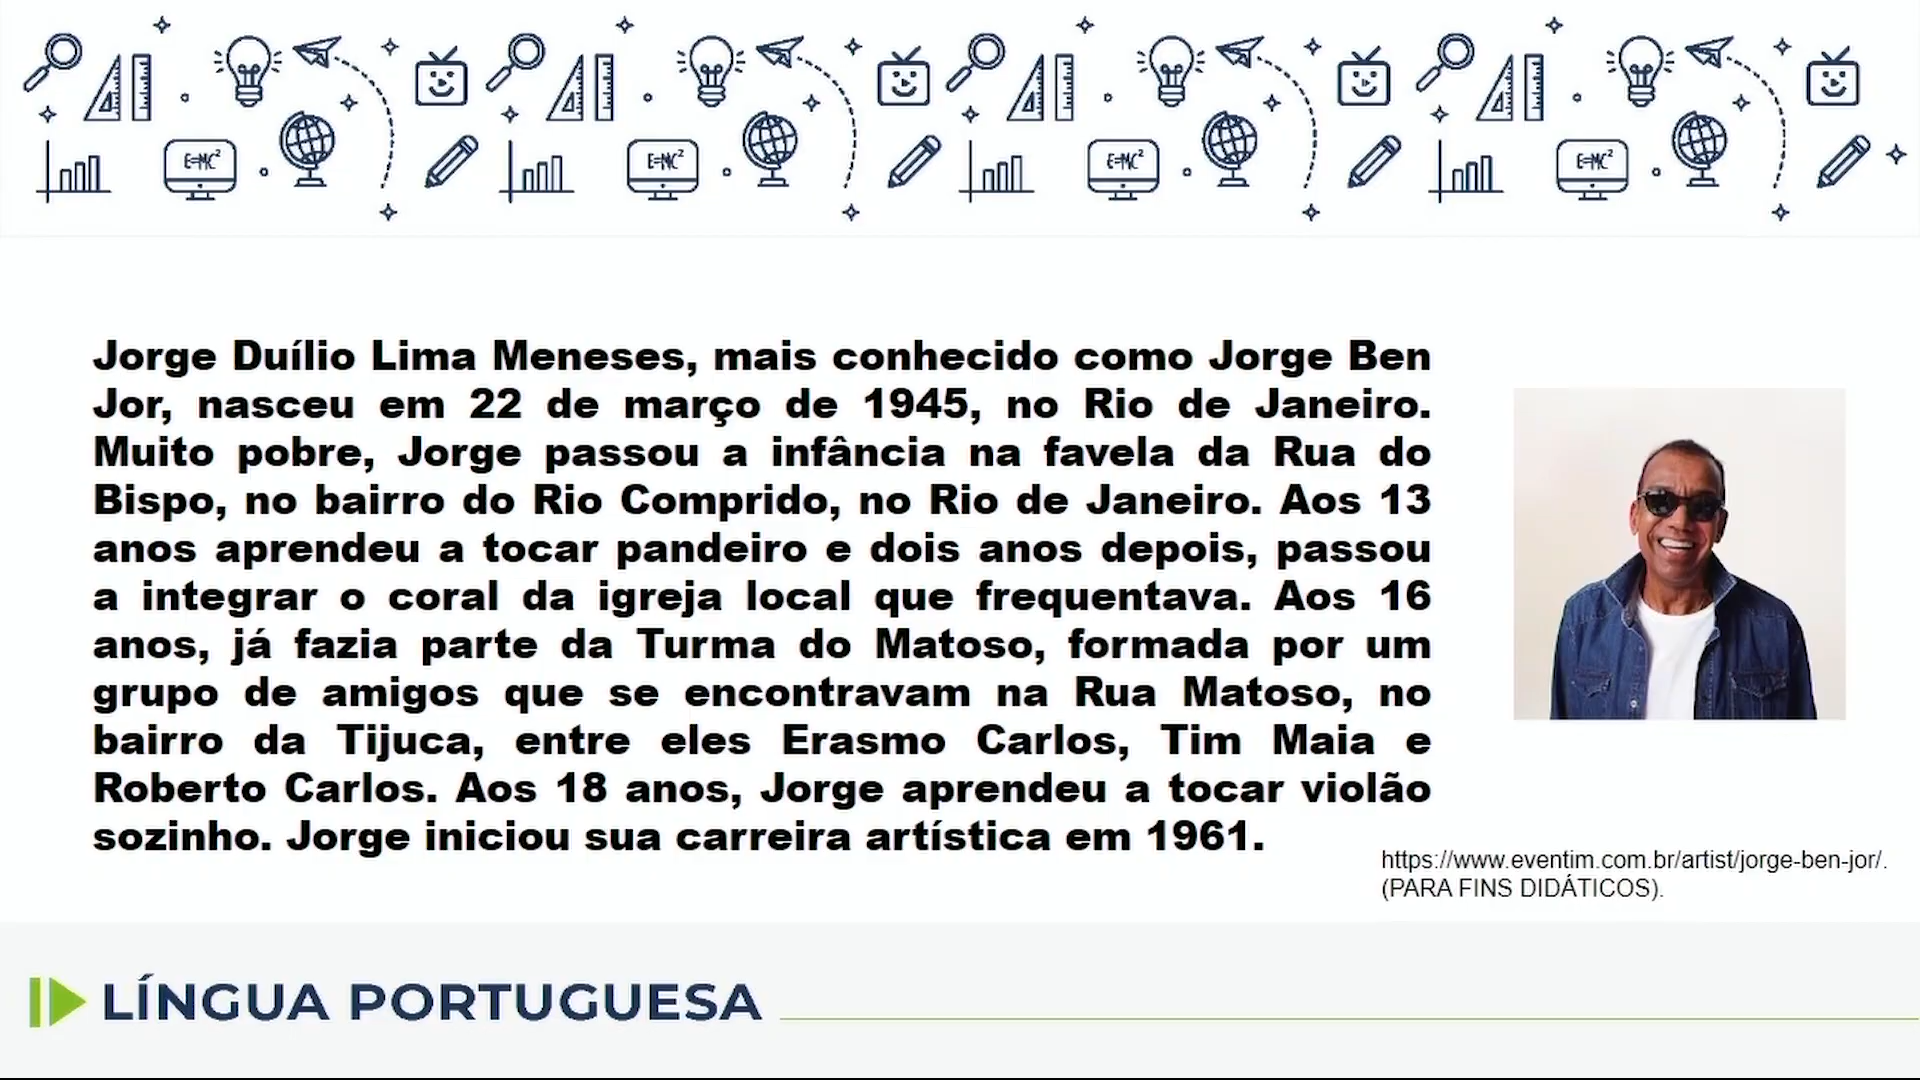 E=MC²
E=MC²
E=MC²
E=MC²
Jorge Duílio Lima Meneses, mais conhecido como Jorge Ben
Jor, nasceu em 22 de março de 1945, no Rio de Janeiro.
Muito pobre, Jorge passou a infância na favela da Rua do
Bispo, no bairro do Rio Comprido, no Rio de Janeiro. Aos 13
anos aprendeu a tocar pandeiro e dois anos depois, passou
a integrar o coral da igreja local que frequentava. Aos 16
anos, já fazia parte da Turma do Matoso, formada por um
grupo de amigos que se encontravam na Rua Matoso, no
bairro da Tijuca, entre eles Erasmo Carlos, Tim Maia e
Roberto Carlos. Aos 18 anos, Jorge aprendeu a tocar violão
sozinho. Jorge iniciou sua carreira artística em 1961.
https://www.eventim.com.br/artist/jorge-ben-jor/.
(PARA FINS DIDÁTICOS).
LÍNGUA PORTUGUESA